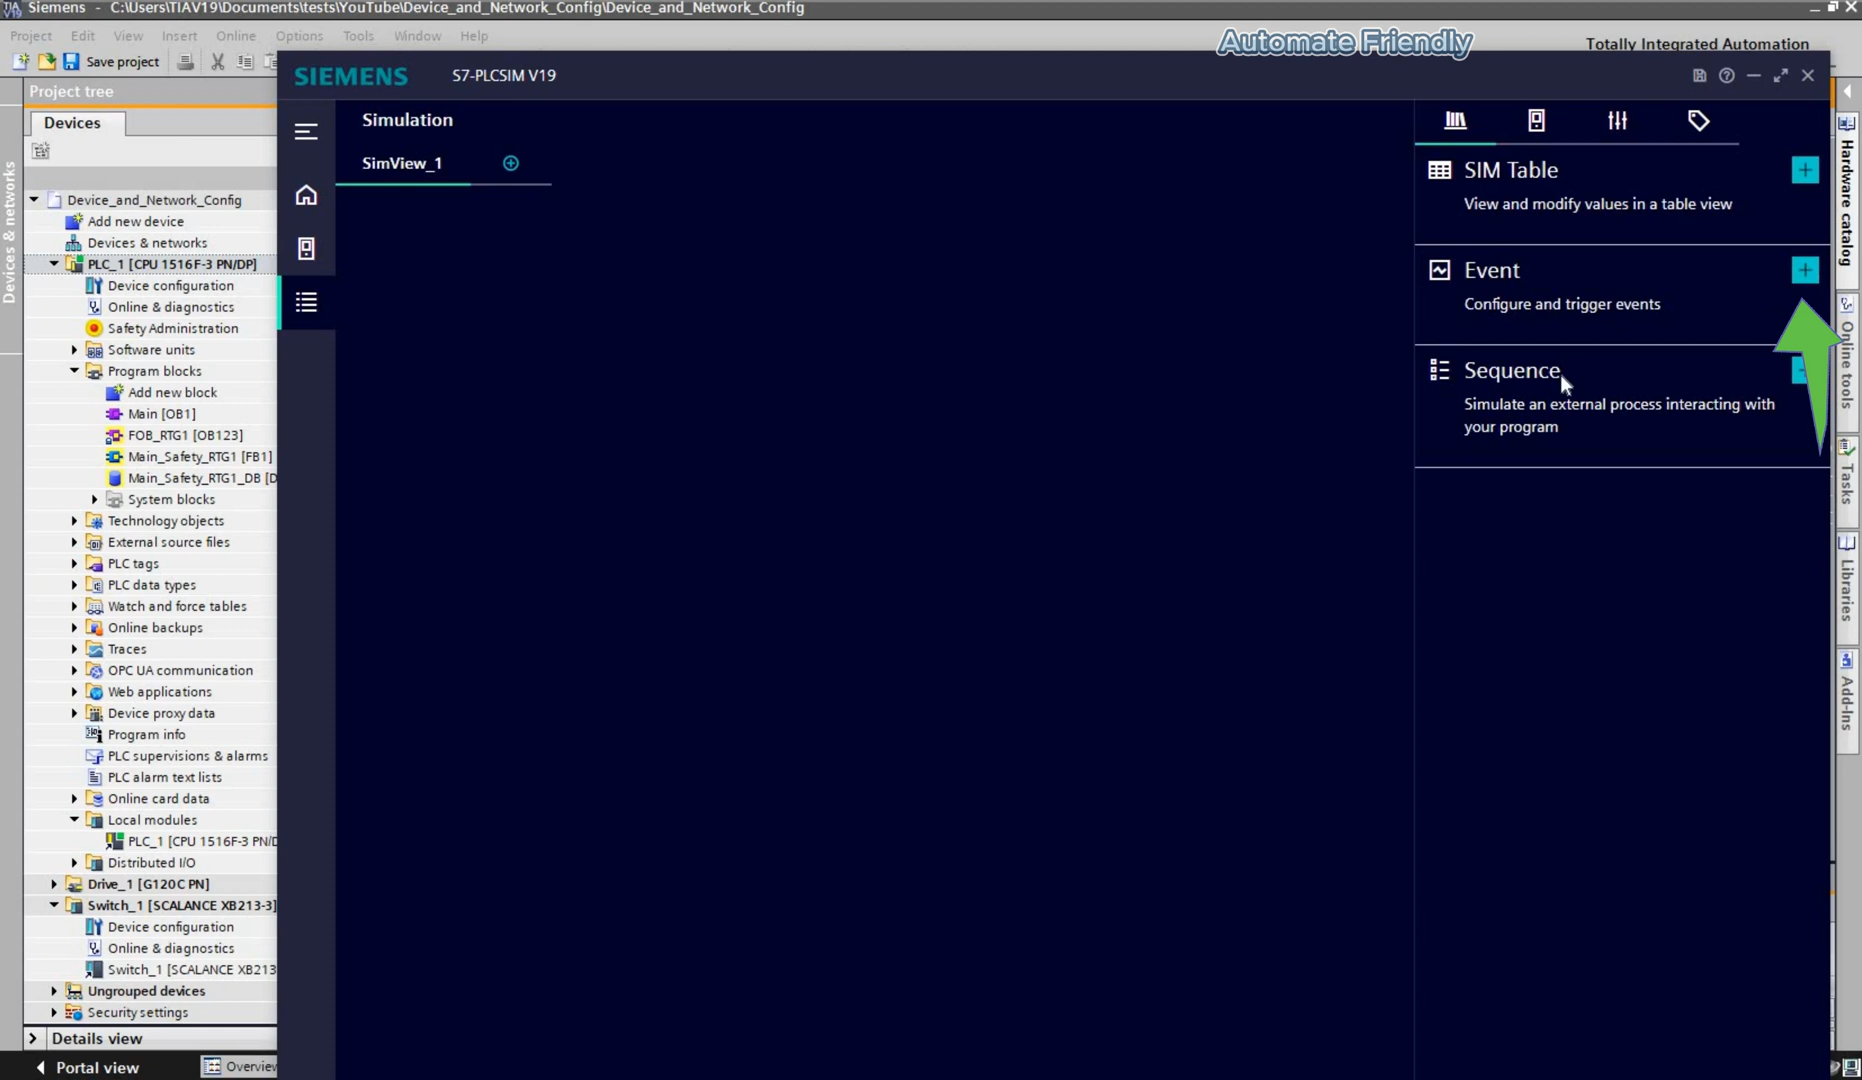 Siemens - C:\Users\TIAV19\Documents\tests\YouTube\Device_and_Network_Config\Device_and_Network_Config
Project Edit View Insert Online Options Tools Window Help
Automate Friendly
Totally Integrated Automation
Save project
SIEMENS
S7-PLCSIM V19
Project tree
Devices
Devices & networks
Device_and_Network_Config
Add new device
Devices & networks
PLC_1 [CPU 1516F-3 PN/DP]
Device configuration
Online & diagnostics
Safety Administration
Software units
Program blocks
Add new block
Main [OB1]
FOB_RTG1 [OB123]
Main_Safety_RTG1 [FB1]
Main_Safety_RTG1_DB [D
System blocks
Technology objects
External source files
PLC tags
PLC data types
Watch and force tables
Online backups
Traces
OPC UA communication
Web applications
Device proxy data
Program info
PLC supervisions & alarms
PLC alarm text lists
Online card data
Local modules
PLC_1 [CPU 1516F-3 PN/D
Distributed I/O
Drive_1 [G120C PN]
Switch_1 [SCALANCE XB213-3]
Device configuration
Online & diagnostics
Switch_1 [SCALANCE XB213
Ungrouped devices
Security settings
Details view
Portal view
Overview
Simulation
SimView_1
SIM Table
View and modify values in a table view
Event
Configure and trigger events
Sequence
Simulate an external process interacting with
your program
Hardware catalog
Online tools
Tasks
Libraries
Add-Ins